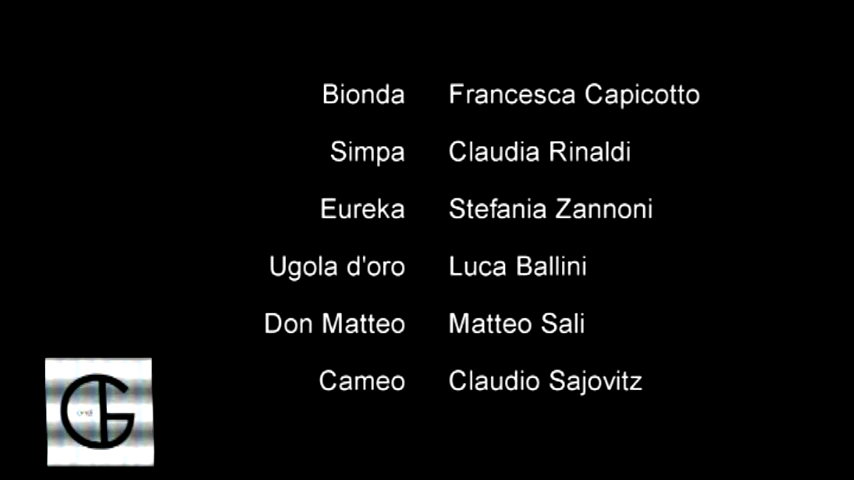 Bionda Francesca Capicotto
Simpa Claudia Rinaldi
Eureka Stefania Zannoni
Ugola d'oro Luca Ballini
Don Matteo Matteo Sali
Cameo Claudio Sajovitz